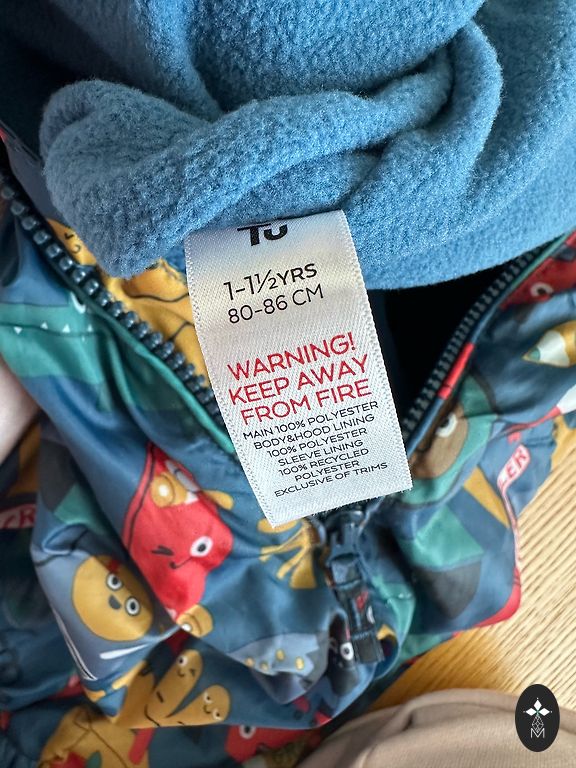 TU
1-1½YRS
80-86 CM
WARNING!
KEEP AWAY
FROM FIRE
MAIN 100% POLYESTER
BODY&HOOD LINING
100% POLYESTER
SLEEVE LINING
100% RECYCLED
POLYESTER
EXCLUSIVE OF TRIMS
M